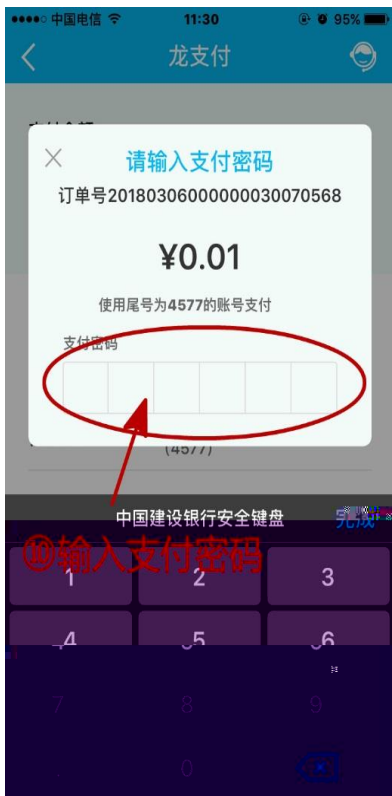 中国电信 11:30 95%
龙支付
请输入支付密码
订单号20180306000000030070568
¥0.01
使用尾号为4577的账号支付
支付密码
(4577)
中国建设银行安全键盘 完成
⑩输入支付密码
1 2 3
4 5 6
7 8 9
. 0